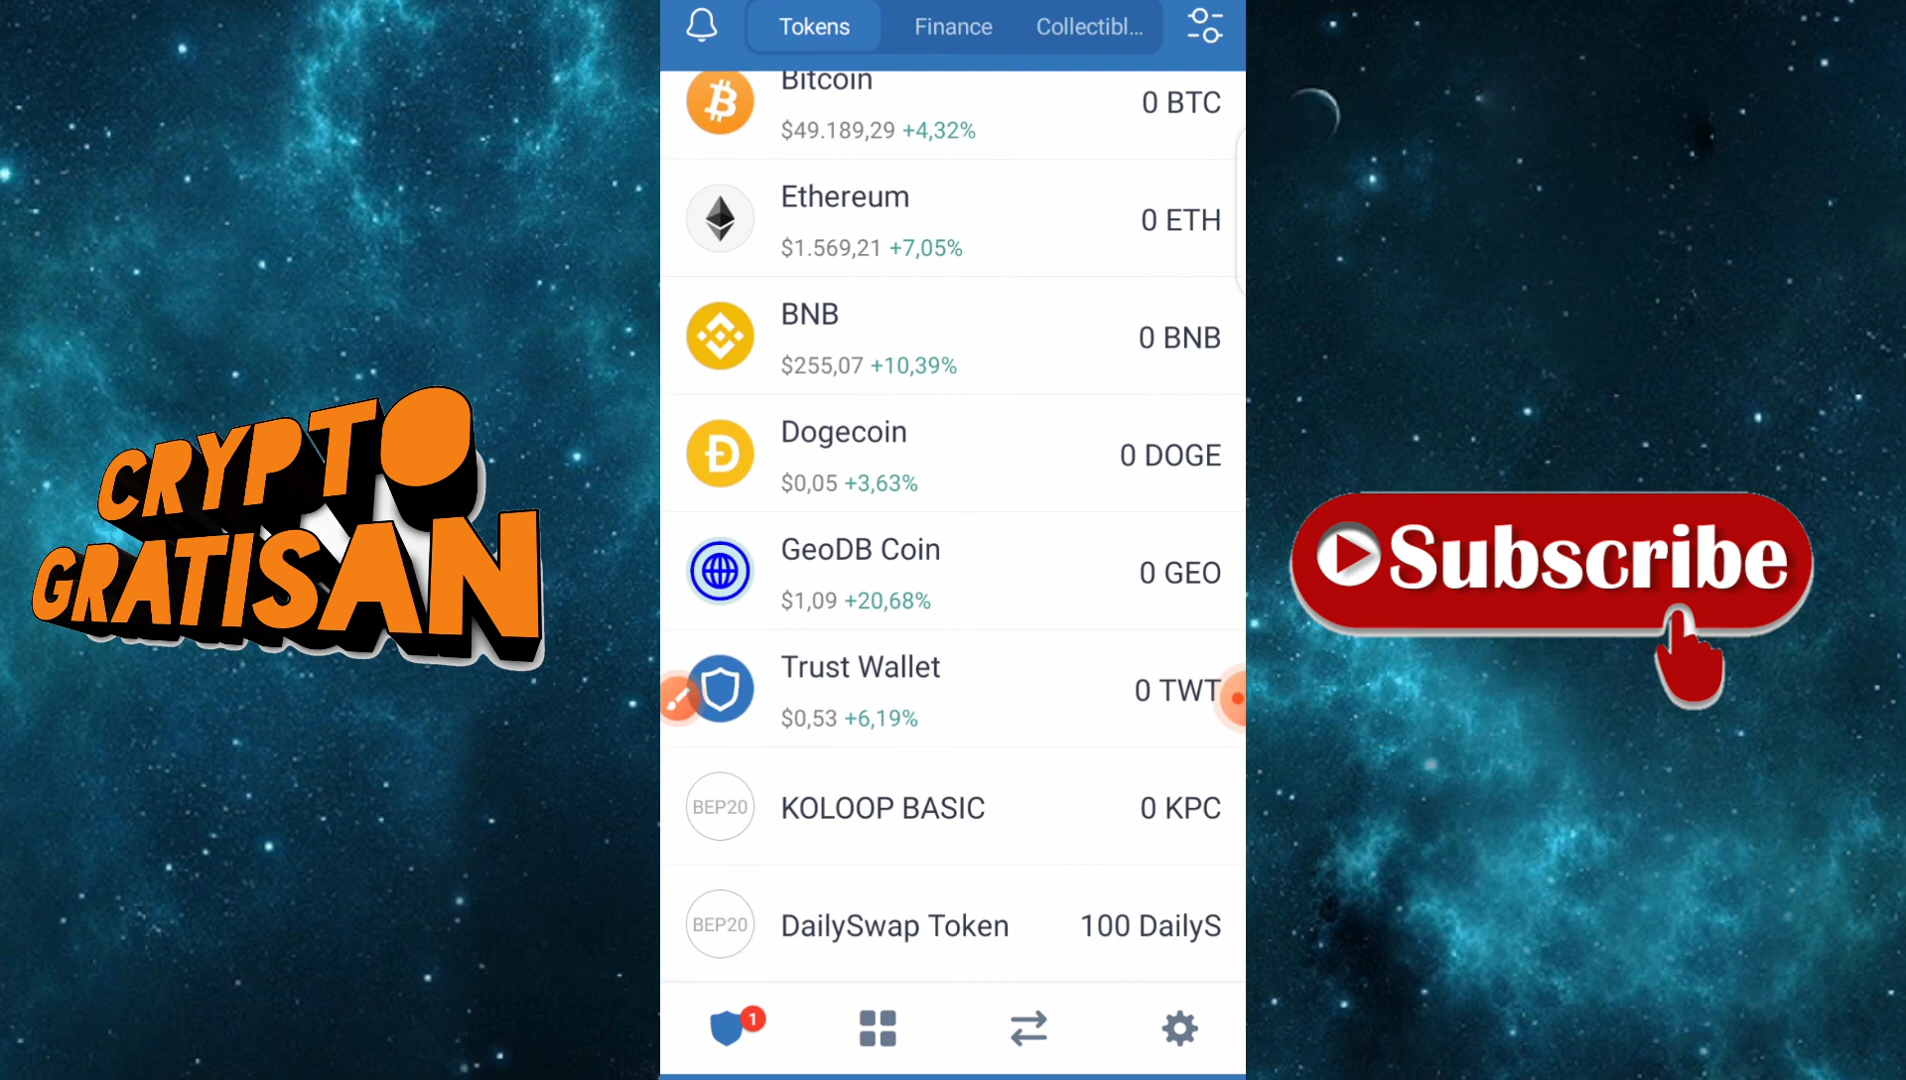 Tokens
Finance
Collectibl...
Bitcoin
0 BTC
$49.189,29 +4,32%
Ethereum
0 ETH
$1.569,21 +7,05%
BNB
0 BNB
$255,07 +10,39%
Dogecoin
0 DOGE
$0,05 +3,63%
GeoDB Coin
0 GEO
$1,09 +20,68%
Trust Wallet
0 TWT
$0,53 +6,19%
BEP20
KOLOOP BASIC
0 KPC
BEP20
DailySwap Token
100 DailyS
1
CRYPTO
GRATISAN
Subscribe